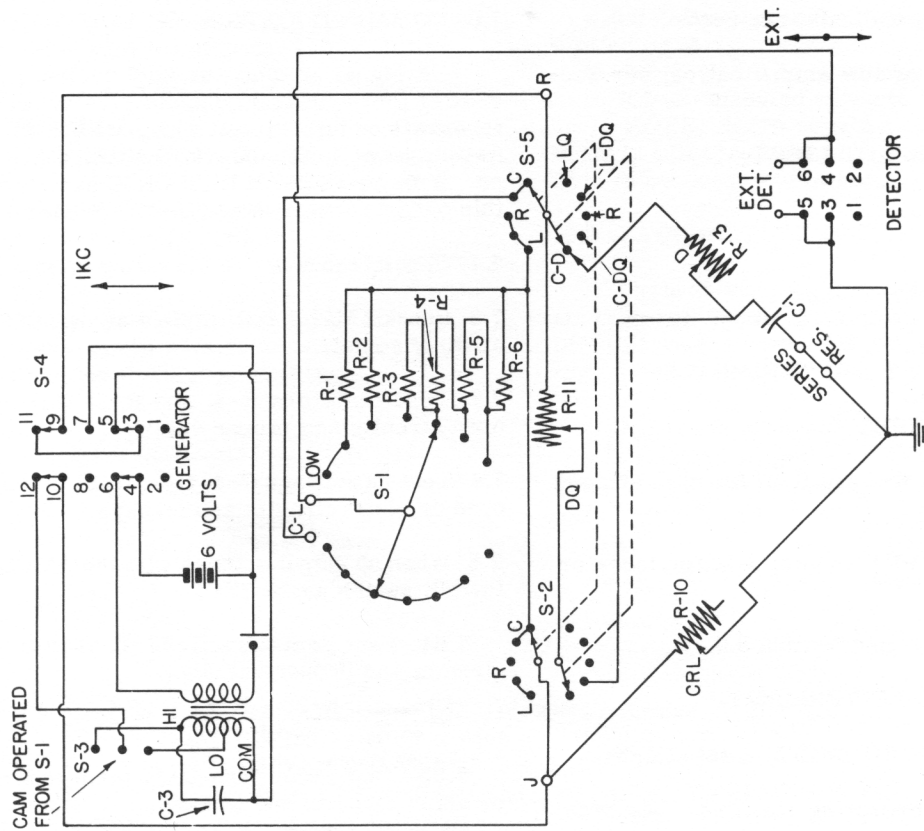 CAM OPERATED
FROM S-1
S-3
HI
LO
COM
C-3
12
10
8
6
4
2
11
9
7
5
3
1
GENERATOR
S-4
1KC
6 VOLTS
C-L
LOW
S-1
R-1
R-2
R-3
R-4
R-5
R-6
L
R
C
S-5
R
LQ
L-DQ
R
C-DQ
C-D
L
R
C
S-2
DQ
R-11
J
CRL
R-10
D
R-13
C-1
SERIES
RES.
EXT.
DET.
5
6
3
4
1
2
DETECTOR
EXT.